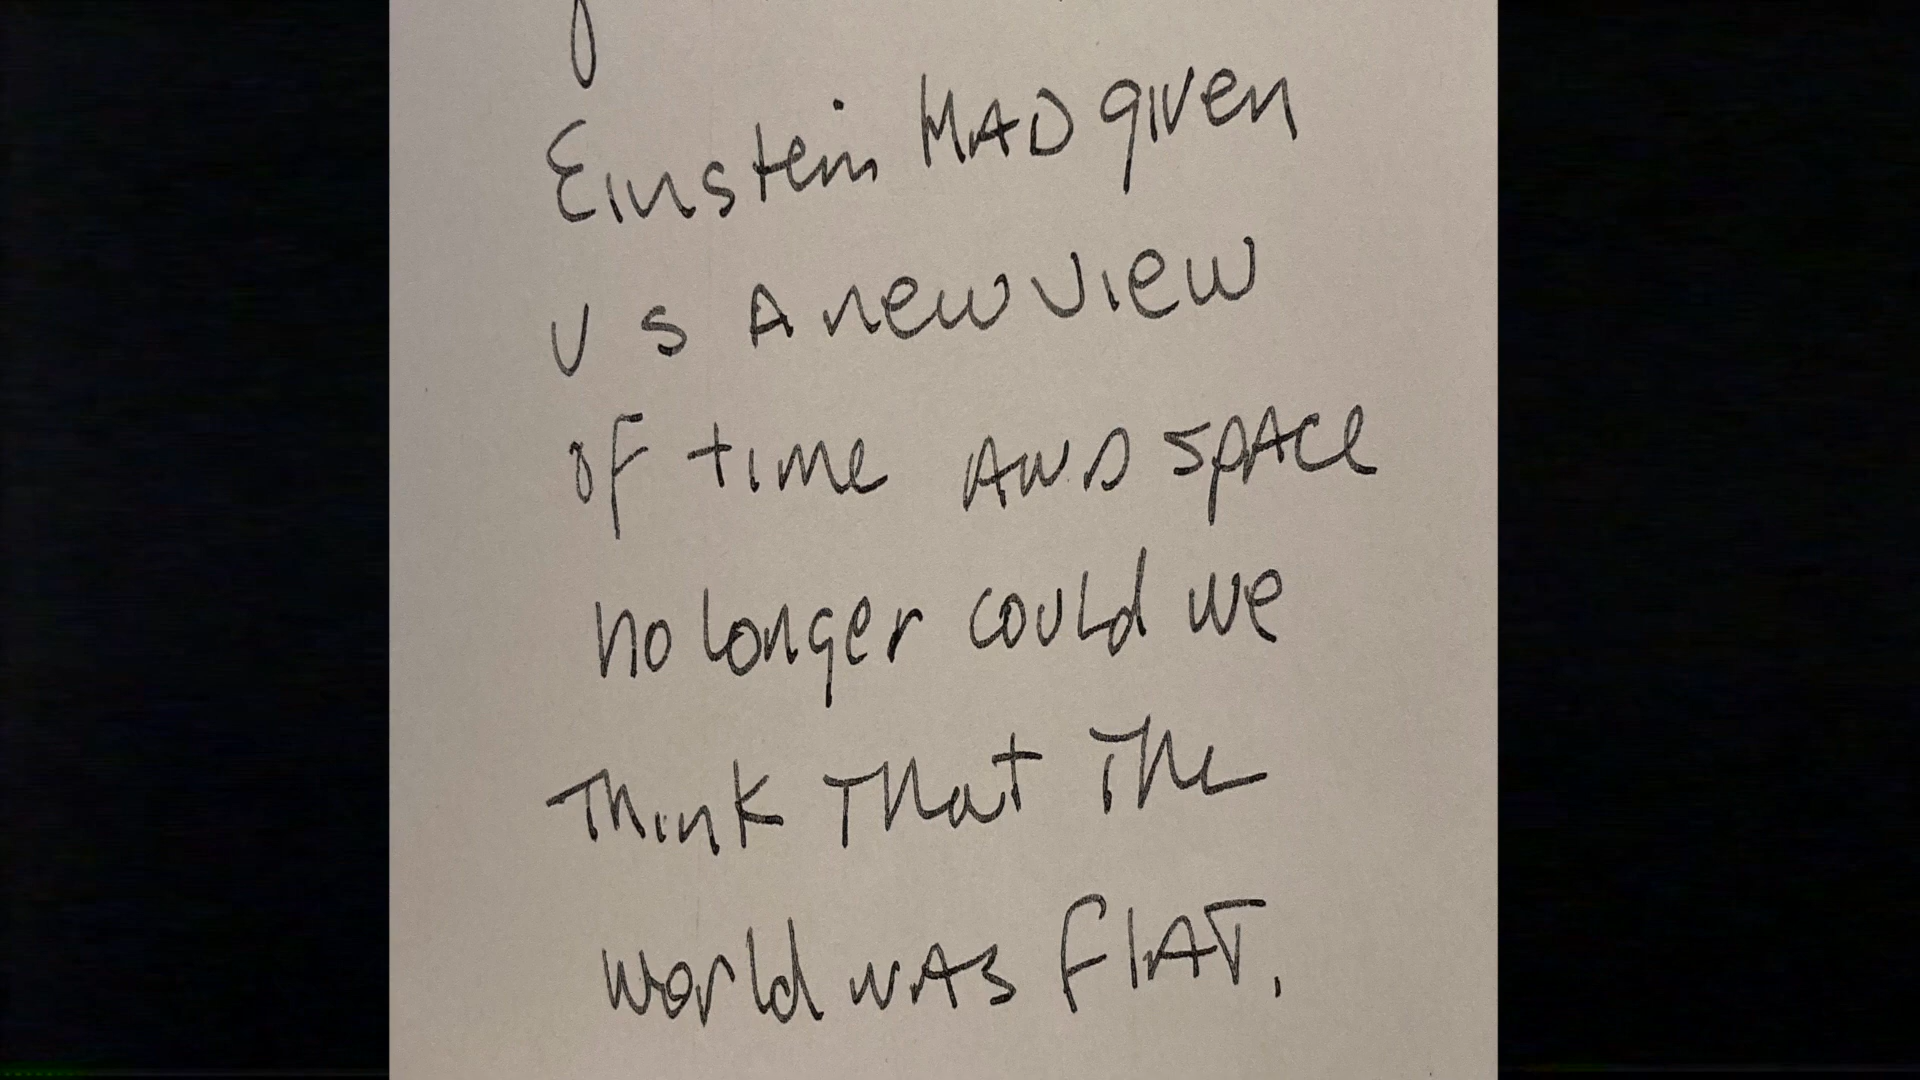 Einstein HAD given
US A new view
of time AND SPACE
no longer could we
Think That The
world WAS FLAT.